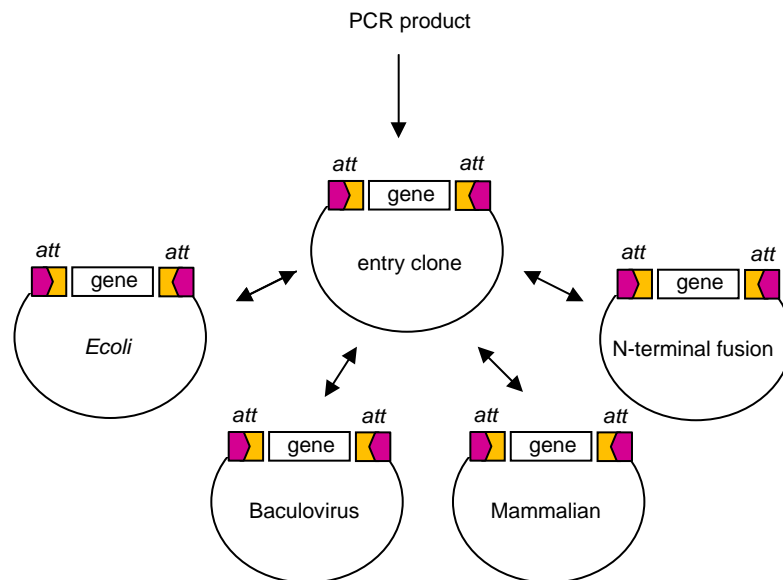 PCR product
att att
gene
entry clone
att att
gene
Ecoli
att att
gene
N-terminal fusion
att att
gene
Baculovirus
att att
gene
Mammalian